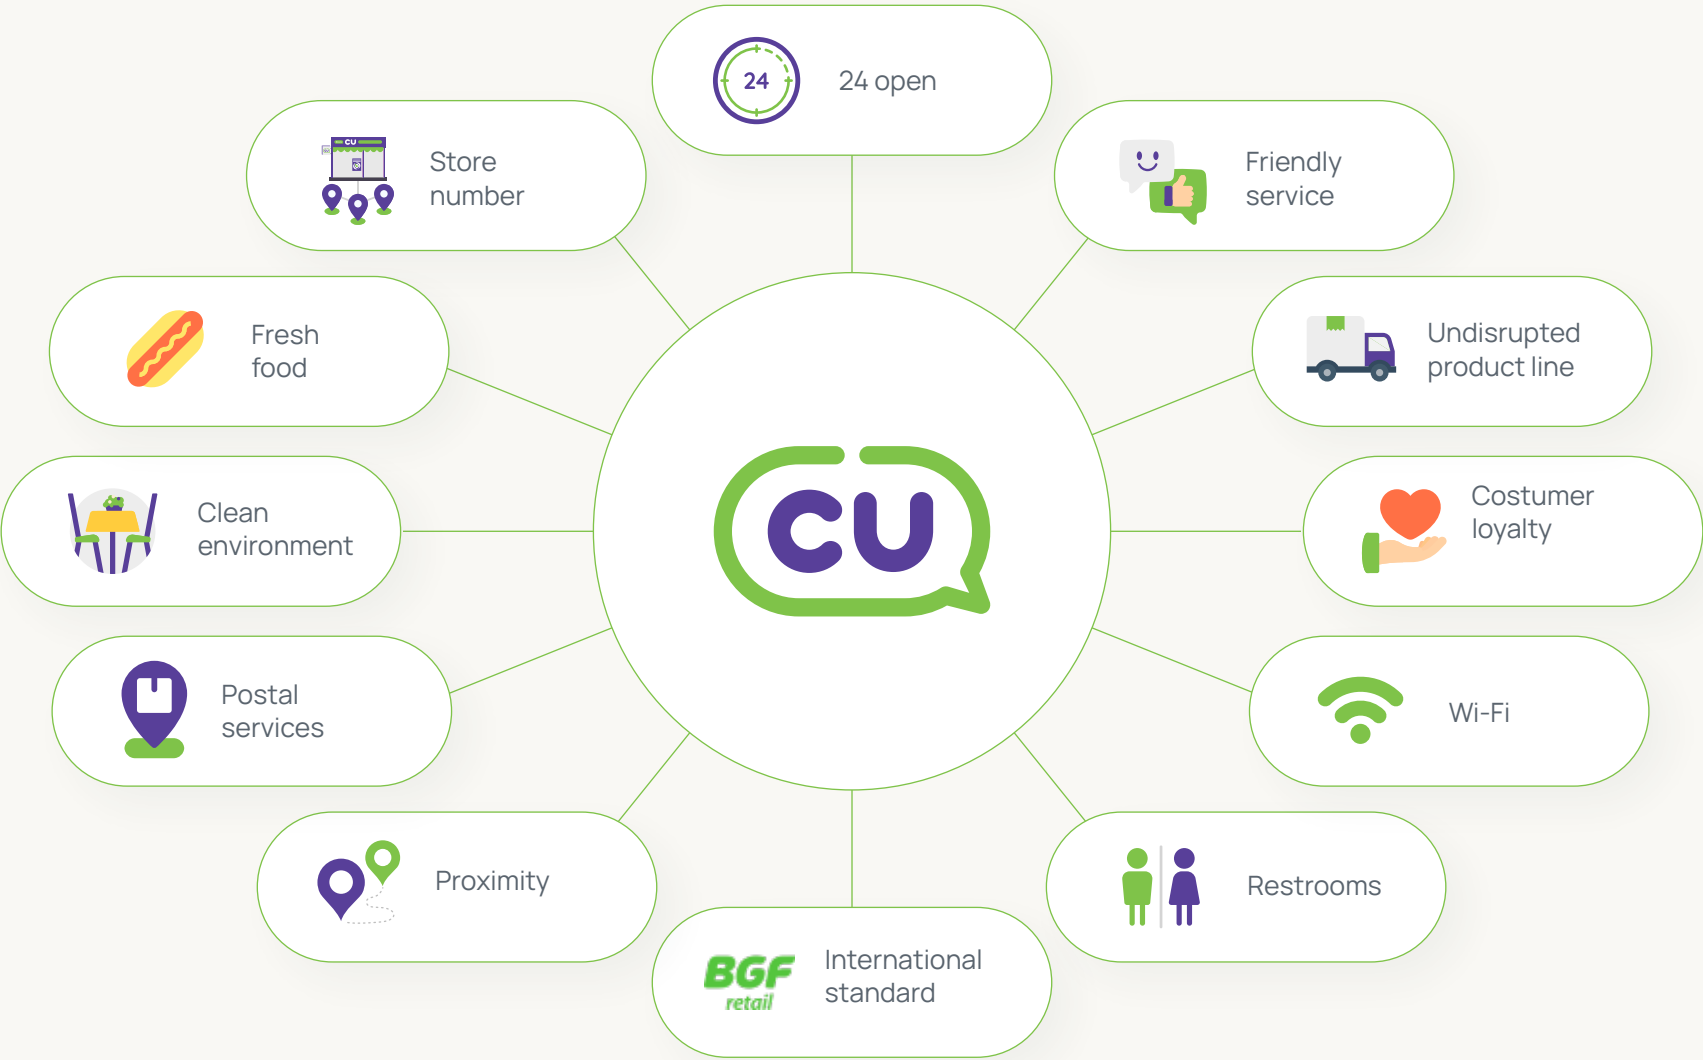 24
24 open
CU
Store
number
Friendly
service
Fresh
food
Undisrupted
product line
Clean
environment
CU
Costumer
loyalty
Postal
services
Wi-Fi
Proximity
Restrooms
BGF
retail
International
standard